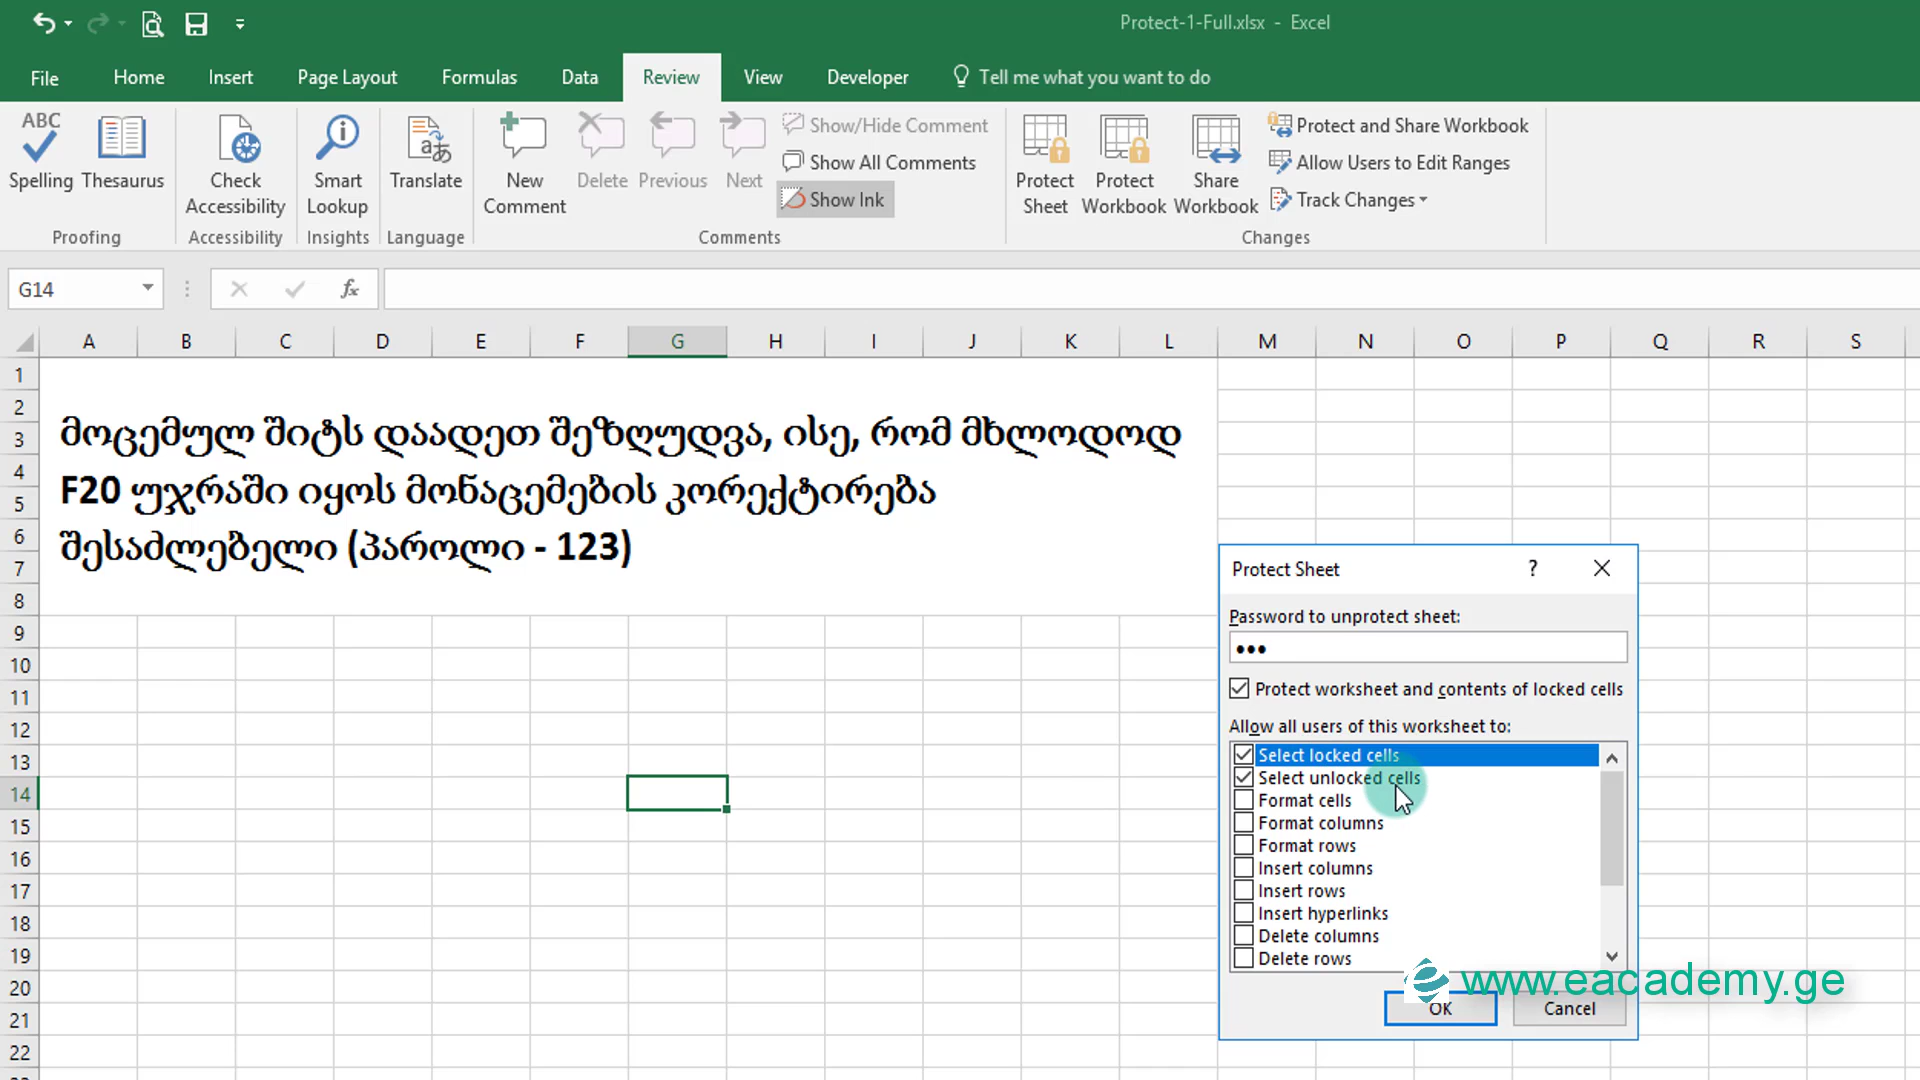 Protect-1-Full.xlsx - Excel
File Home Insert Page Layout Formulas Data Review View Developer Tell me what you want to do
ABC
Spelling
Thesaurus
Proofing
Check Accessibility
Accessibility
Smart Lookup
Insights
Translate
Language
New Comment
Delete
Previous
Next
Show/Hide Comment
Show All Comments
Show Ink
Comments
Protect Sheet
Protect Workbook
Share Workbook
Protect and Share Workbook
Allow Users to Edit Ranges
Track Changes
Changes
G14
fx
A B C D E F G H I J K L M N O P Q R S
1
2
3
4
5
6
7
8
9
10
11
12
13
14
15
16
17
18
19
20
21
22
მოცემულ შიტს დაადეთ შეზღუდვა, ისე, რომ მხლოდოდ
F20 უჯრაში იყოს მონაცემების კორექტირება
შესაძლებელი (პაროლი - 123)
Protect Sheet ?
Password to unprotect sheet:
•••
Protect worksheet and contents of locked cells
Allow all users of this worksheet to:
Select locked cells
Select unlocked cells
Format cells
Format columns
Format rows
Insert columns
Insert rows
Insert hyperlinks
Delete columns
Delete rows
www.eacademy.ge
OK Cancel